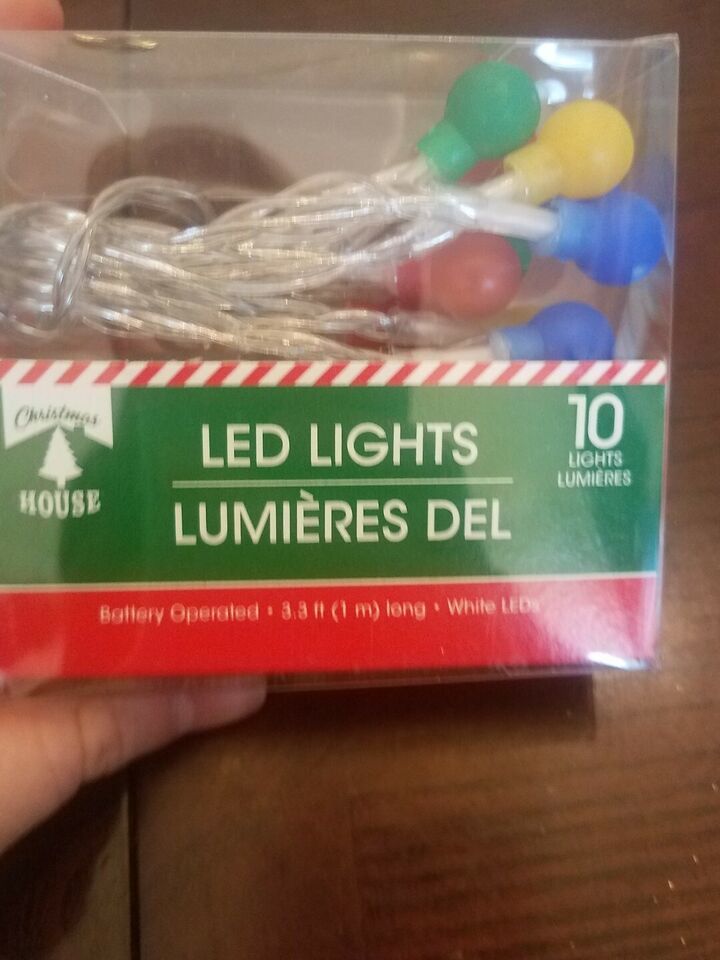 Christmas
HOUSE
LED LIGHTS
LUMIÈRES DEL
10
LIGHTS
LUMIÈRES
Battery Operated • 3.3 ft (1 m) long • White LEDs